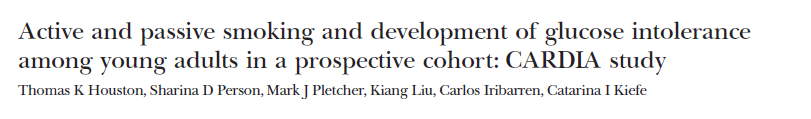 Active and passive smoking and development of glucose intolerance
among young adults in a prospective cohort: CARDIA study
Thomas K Houston, Sharina D Person, Mark J Pletcher, Kiang Liu, Carlos Iribarren, Catarina I Kiefe